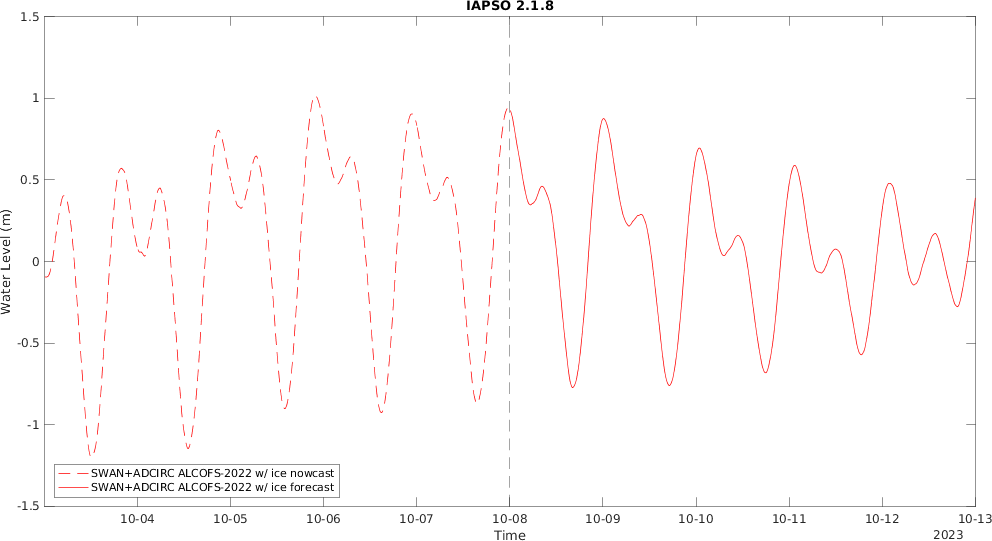 IAPSO 2.1.8
1.5
1
0.5
0
-0.5
-1
-1.5
Water Level (m)
SWAN+ADCIRC ALCOFS-2022 w/ ice nowcast
SWAN+ADCIRC ALCOFS-2022 w/ ice forecast
10-04 10-05 10-06 10-07 10-08 10-09 10-10 10-11 10-12 10-13
Time
2023